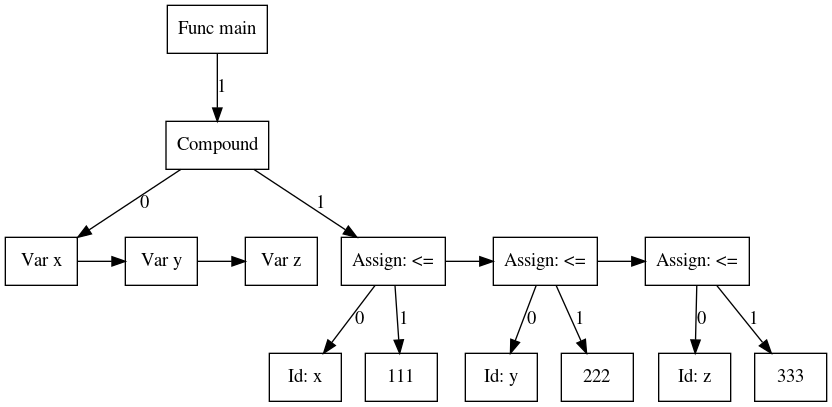 Func main
1
Compound
0
1
Var x
Var y
Var z
Assign: <=
Assign: <=
Assign: <=
0
1
0
1
0
1
Id: x
111
Id: y
222
Id: z
333